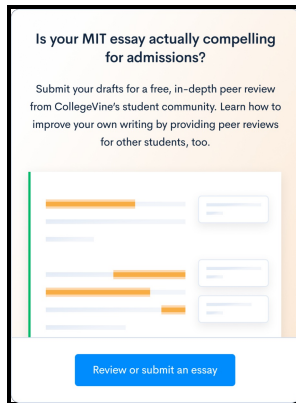 Is your MIT essay actually compelling
for admissions?
Submit your drafts for a free, in-depth peer review
from CollegeVine's student community. Learn how to
improve your own writing by providing peer reviews
for other students, too.
Review or submit an essay